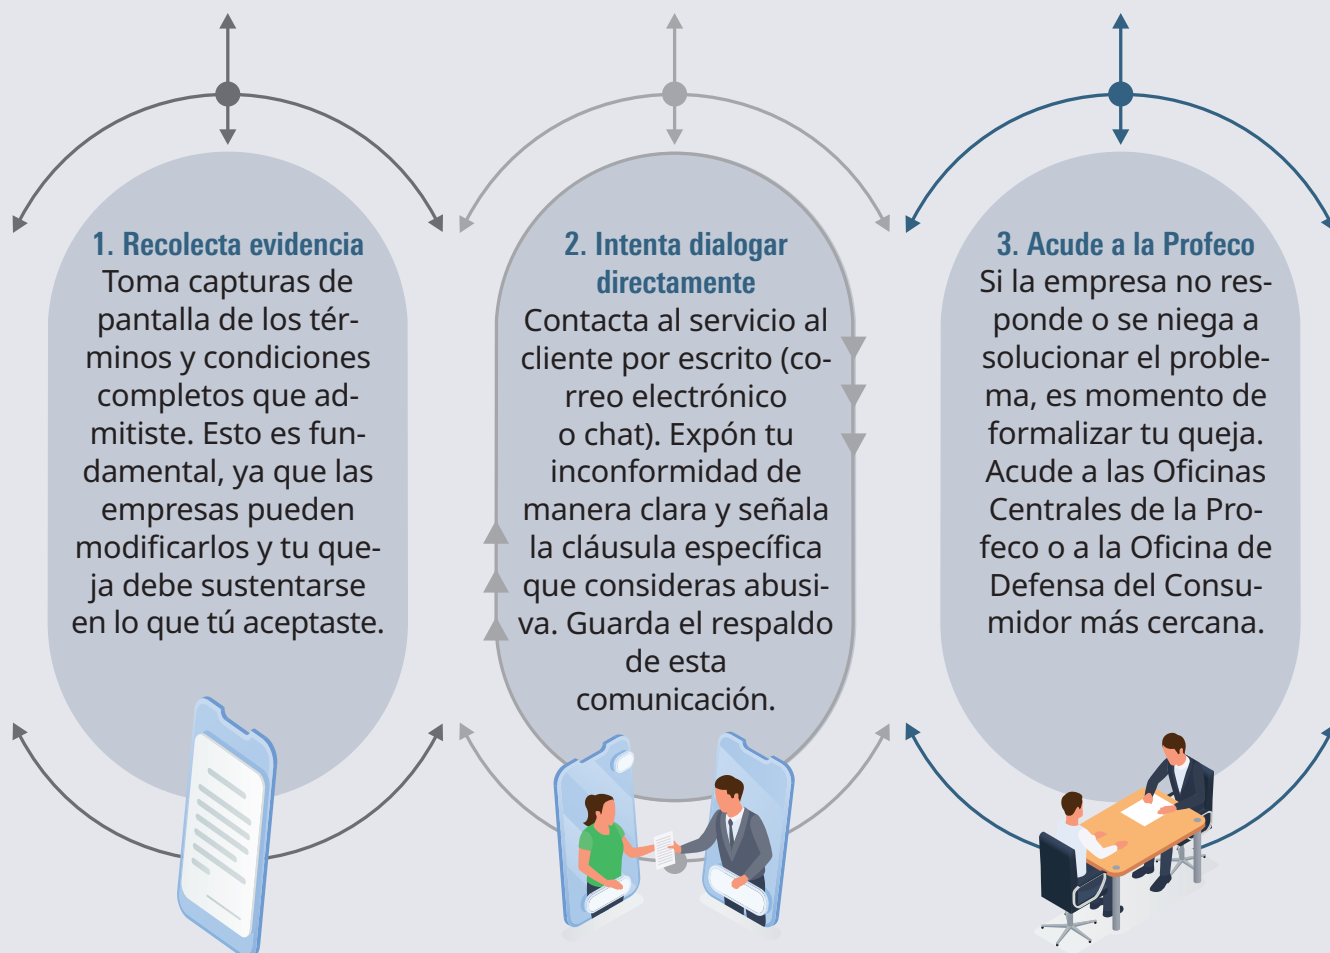 1. Recolecta evidencia
Toma capturas de
pantalla de los tér-
minos y condiciones
completos que ad-
mitiste. Esto es fun-
damental, ya que las
empresas pueden
modificarlos y tu que-
ja debe sustentarse
en lo que tú aceptaste.
2. Intenta dialogar
directamente
Contacta al servicio al
cliente por escrito (co-
rreo electrónico
o chat). Expón tu
inconformidad de
manera clara y señala
la cláusula específica
que consideras abusi-
va. Guarda el respaldo
de esta
comunicación.
3. Acude a la Profeco
Si la empresa no res-
ponde o se niega a
solucionar el proble-
ma, es momento de
formalizar tu queja.
Acude a las Oficinas
Centrales de la Pro-
feco o a la Oficina de
Defensa del Consu-
midor más cercana.